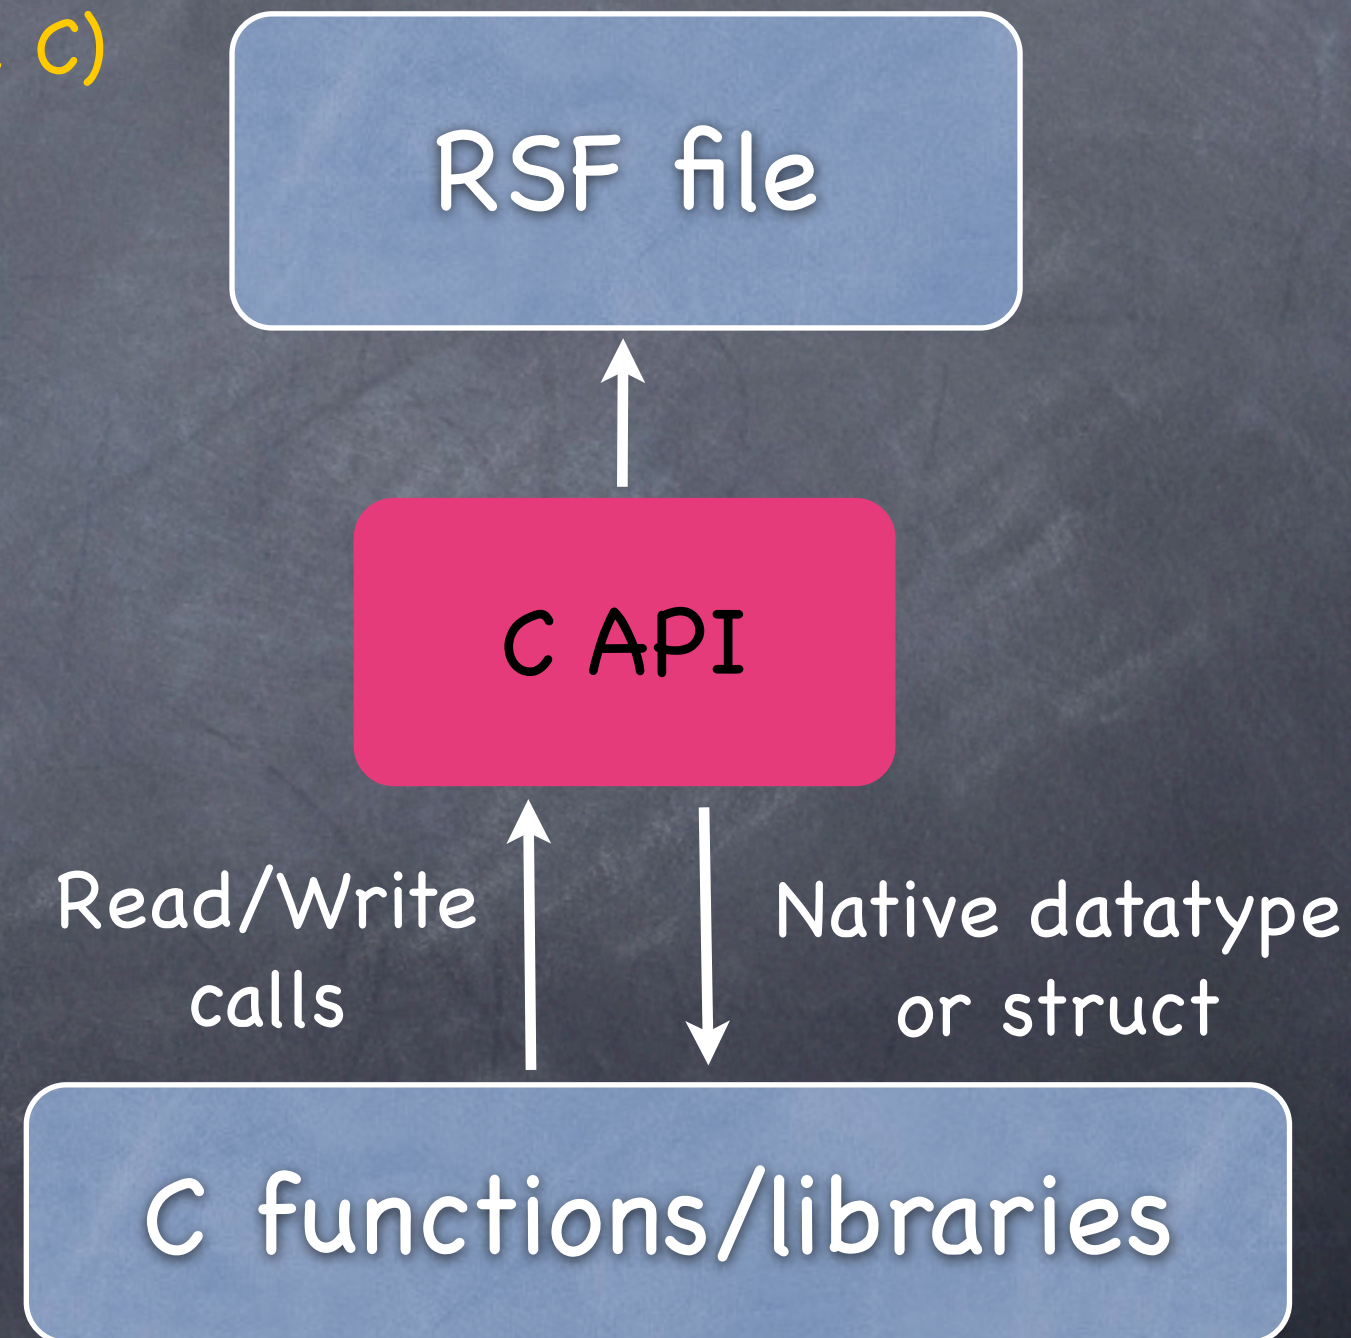 C)
RSF file
C API
Read/Write
calls
Native datatype
or struct
C functions/libraries